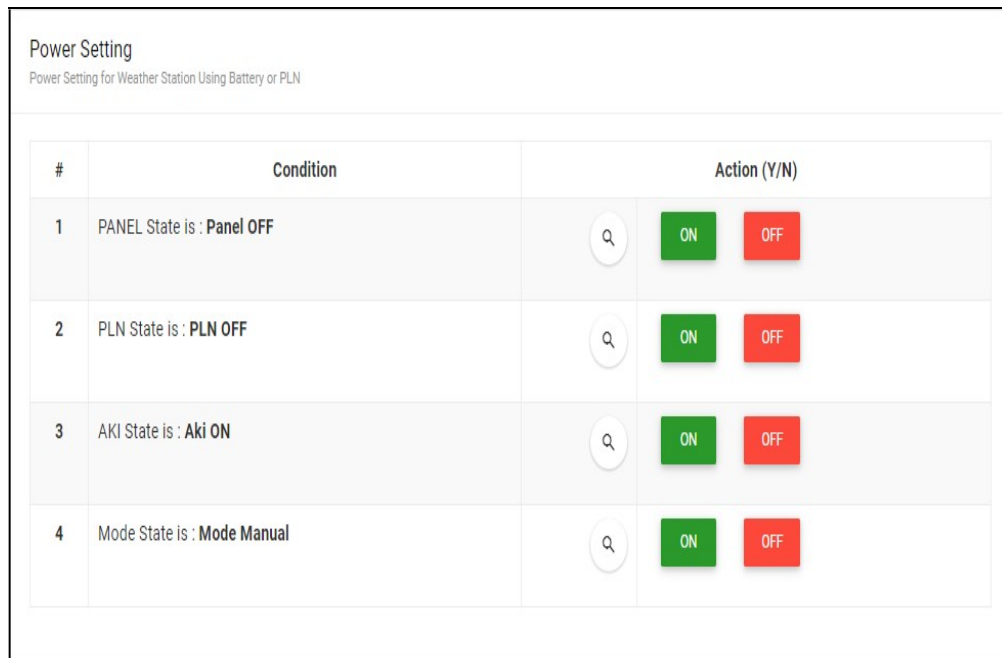 Power Setting
Power Setting for Weather Station Using Battery or PLN
# Condition Action (Y/N)
1 PANEL State is : Panel OFF ON OFF
2 PLN State is : PLN OFF ON OFF
3 AKI State is : Aki ON ON OFF
4 Mode State is : Mode Manual ON OFF